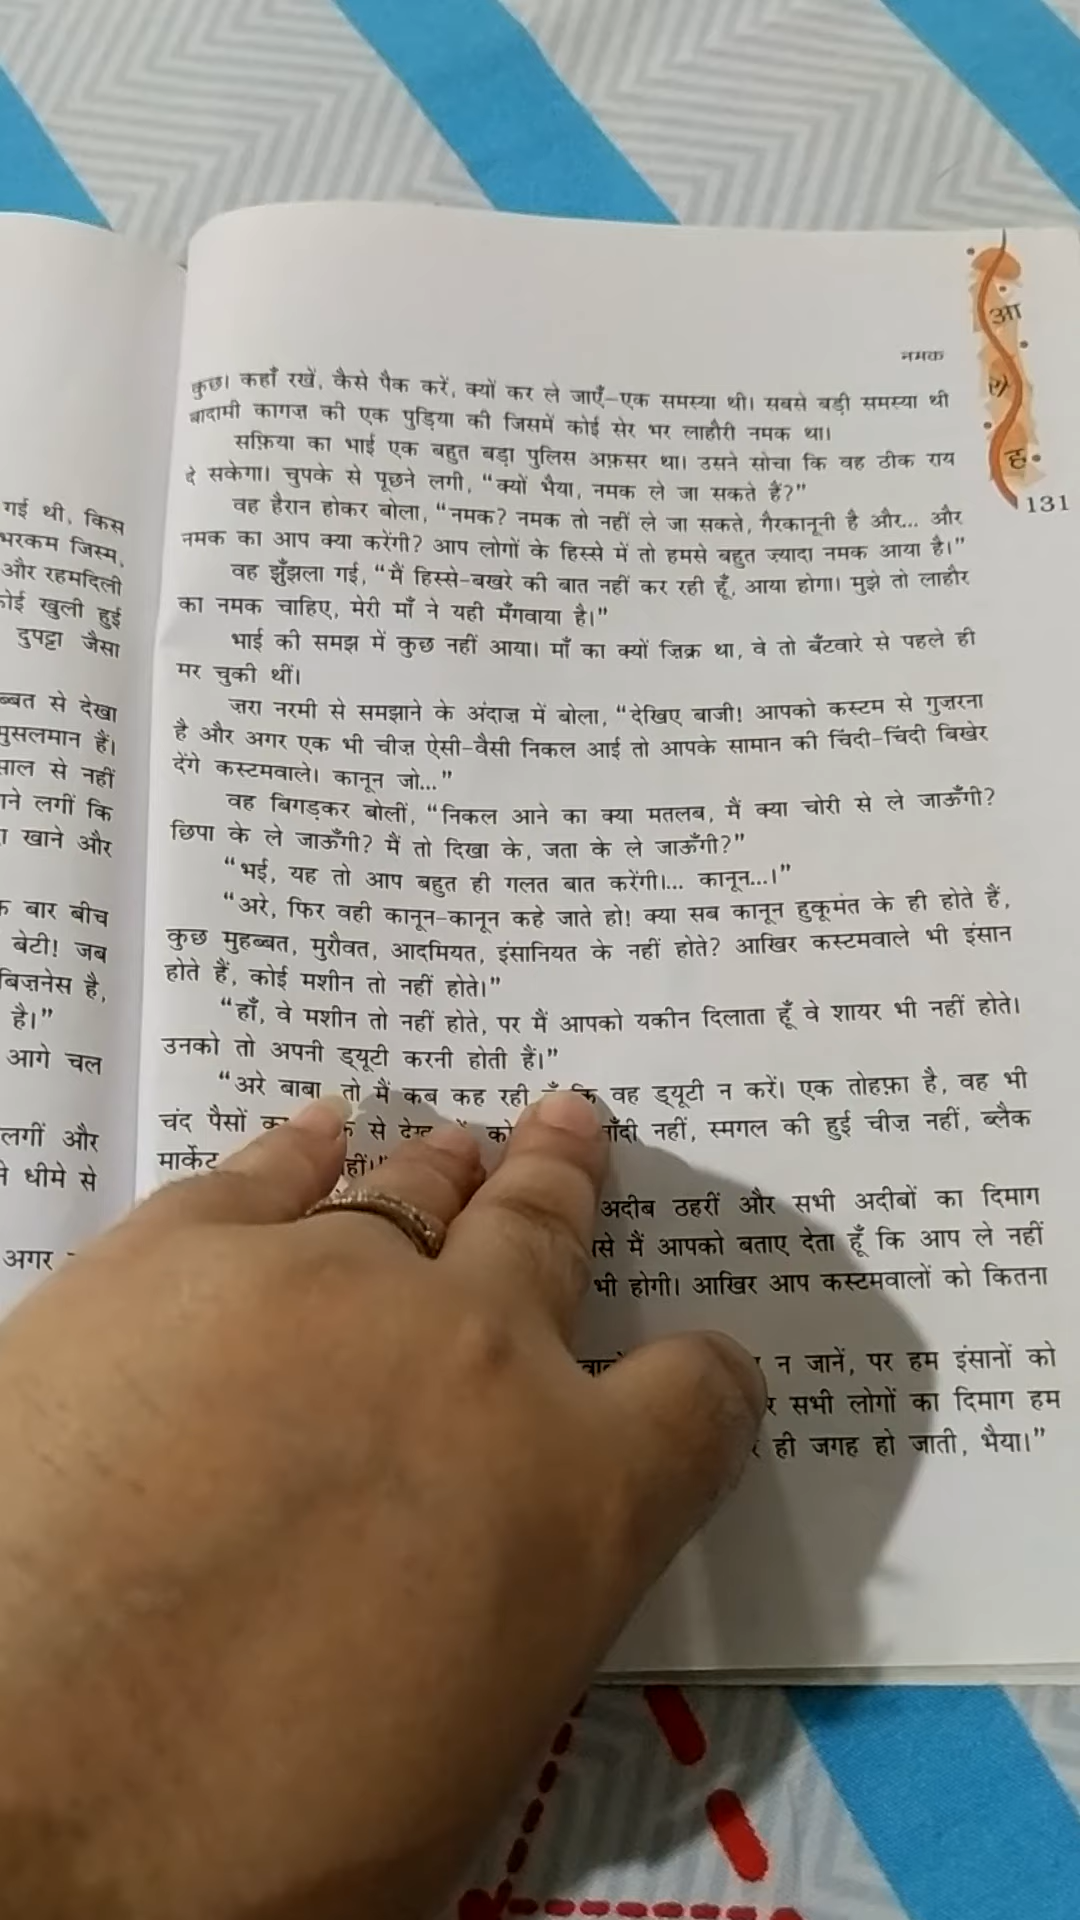 गई थी, किस
भरकम जिस्म,
और रहमदिली
कोई खुली हुई
दुपट्टा जैसा
ब्बत से देखा
मुसलमान हैं।
साल से नहीं
ाने लगीं कि
खाने और
बार बीच
बेटी! जब
बिज़नेस है,
है।”
आगे चल
लगीं और
धीमे से
अगर
नमक
आ
रो
ह
131
कुछ। कहाँ रखें, कैसे पैक करें, क्यों कर ले जाएँ–एक समस्या थी। सबसे बड़ी समस्या थी
बादामी कागज़ की एक पुड़िया की जिसमें कोई सेर भर लाहौरी नमक था।
सफ़िया का भाई एक बहुत बड़ा पुलिस अफ़सर था। उसने सोचा कि वह ठीक राय
दे सकेगा। चुपके से पूछने लगी, “क्यों भैया, नमक ले जा सकते हैं?”
वह हैरान होकर बोला, “नमक? नमक तो नहीं ले जा सकते, गैरकानूनी है और... और
नमक का आप क्या करेंगी? आप लोगों के हिस्से में तो हमसे बहुत ज़्यादा नमक आया है।”
वह झुँझला गई, “मैं हिस्से-बखरे की बात नहीं कर रही हूँ, आया होगा। मुझे तो लाहौर
का नमक चाहिए, मेरी माँ ने यही मँगवाया है।”
भाई की समझ में कुछ नहीं आया। माँ का क्यों ज़िक्र था, वे तो बँटवारे से पहले ही
मर चुकी थीं।
ज़रा नरमी से समझाने के अंदाज़ में बोला, “देखिए बाजी! आपको कस्टम से गुज़रना
है और अगर एक भी चीज़ ऐसी-वैसी निकल आई तो आपके सामान की चिंदी-चिंदी बिखेर
देंगे कस्टमवाले। कानून जो...”
वह बिगड़कर बोलीं, “निकल आने का क्या मतलब, मैं क्या चोरी से ले जाऊँगी?
छिपा के ले जाऊँगी? मैं तो दिखा के, जता के ले जाऊँगी?”
“भई, यह तो आप बहुत ही गलत बात करेंगी।... कानून...।”
“अरे, फिर वही कानून-कानून कहे जाते हो! क्या सब कानून हुकूमत के ही होते हैं,
कुछ मुहब्बत, मुरौवत, आदमियत, इंसानियत के नहीं होते? आखिर कस्टमवाले भी इंसान
होते हैं, कोई मशीन तो नहीं होते।”
“हाँ, वे मशीन तो नहीं होते, पर मैं आपको यकीन दिलाता हूँ वे शायर भी नहीं होते।
उनको तो अपनी ड्यूटी करनी होती हैं।”
“अरे बाबा, तो मैं कब कह रही हूँ कि वह ड्यूटी न करें। एक तोहफ़ा है, वह भी
चंद पैसों से नहीं, स्मगल की हुई चीज़ नहीं, ब्लैक
मार्केट
अदीब ठहरीं और सभी अदीबों का दिमाग
मैं आपको बताए देता हूँ कि आप ले नहीं
भी होगी। आखिर आप कस्टमवालों को कितना
न जानें, पर हम इंसानों को
सभी लोगों का दिमाग हम
ही जगह हो जाती, भैया।”